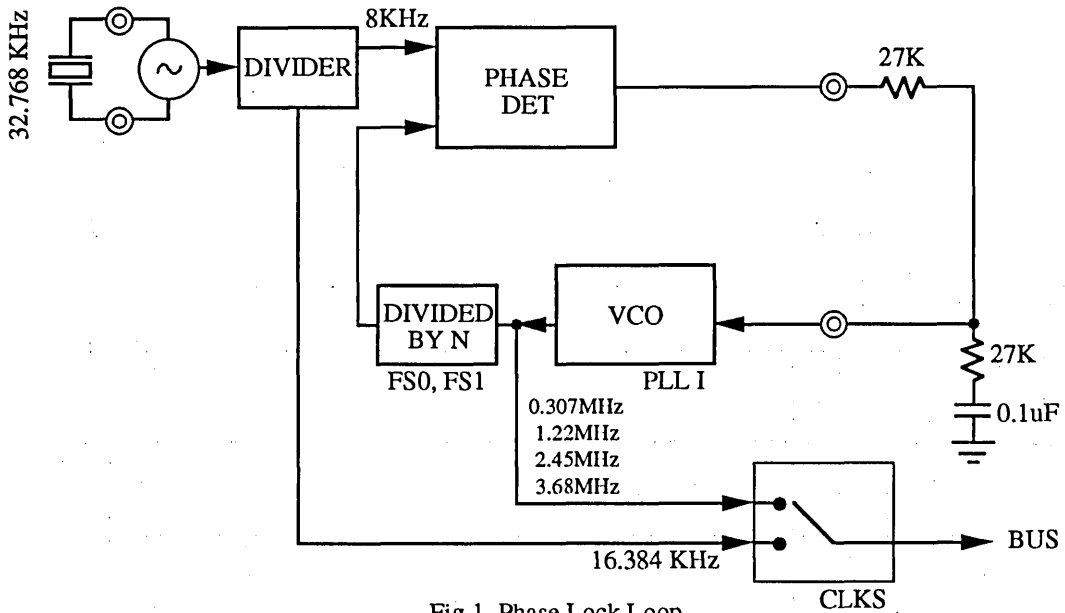 32.768 KHz
DIVIDER
8KHz
PHASE
DET
27K
DIVIDED
BY N
FS0, FS1
VCO
PLL I
27K
0.1uF
0.307MHz
1.22MHz
2.45MHz
3.68MHz
16.384 KHz
BUS
CLKS
Fig 1. Phase Lock Loop